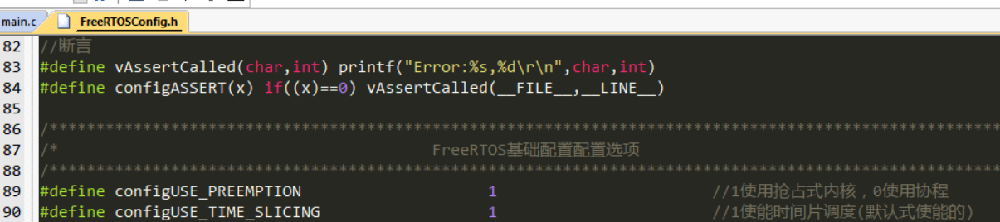 main.c FreeRTOSConfig.h
82 //断言
83 #define vAssertCalled(char,int) printf("Error:%s,%d\r\n",char,int)
84 #define configASSERT(x) if((x)==0) vAssertCalled(__FILE__,__LINE__)
85
86 /***************************************************************************************************************
87 /* FreeRTOS基础配置配置选项
88 /***************************************************************************************************************
89 #define configUSE_PREEMPTION 1 //1使用抢占式内核，0使用协程
90 #define configUSE_TIME_SLICING 1 //1使能时间片调度(默认式使能的)